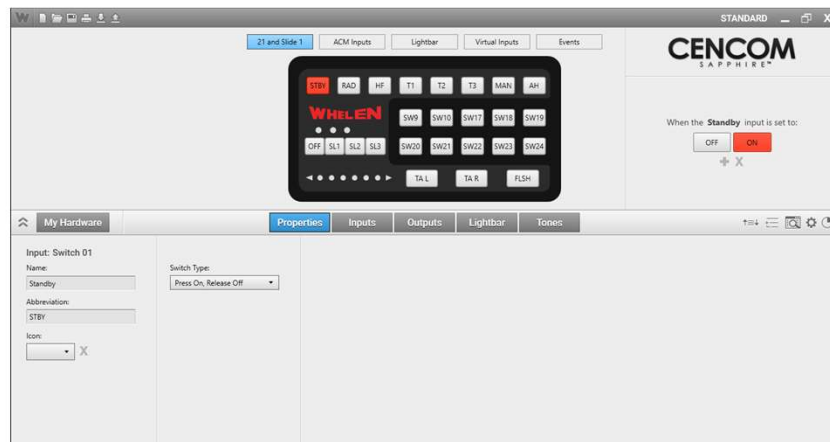 W STANDARD X
21 and Slide 1 ACM Inputs Lightbar Virtual Inputs Events
CENCOM
SAPPHIRE™
STBY RAD HF T1 T2 T3 MAN AH
WHELEN
SW9 SW10 SW17 SW18 SW19
OFF SL1 SL2 SL3 SW20 SW21 SW22 SW23 SW24
TA L TA R FLSH
When the Standby input is set to:
OFF ON
+ X
My Hardware Properties Inputs Outputs Lightbar Tones
Input: Switch 01
Name:
Standby
Abbreviation:
STBY
Icon:
X
Switch Type:
Press On, Release Off